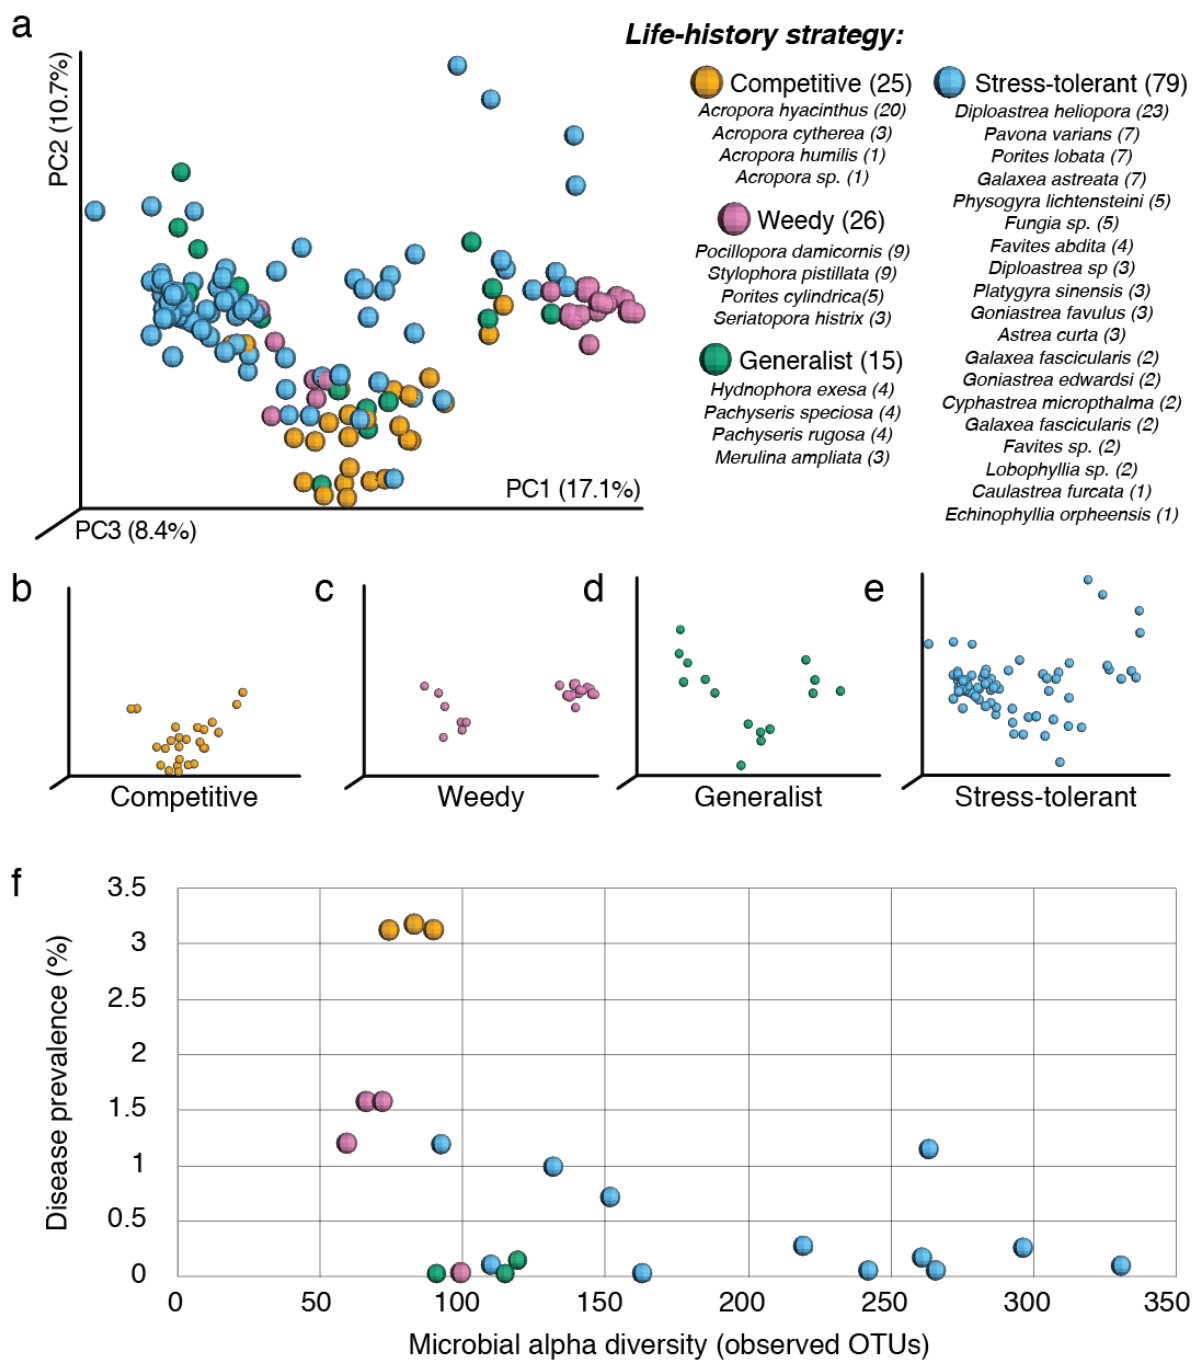 a
PC2 (10.7%)
PC1 (17.1%)
PC3 (8.4%)
Life-history strategy:
Competitive (25)
Acropora hyacinthus (20)
Acropora cytherea (3)
Acropora humilis (1)
Acropora sp. (1)
Weedy (26)
Pocillopora damicornis (9)
Stylophora pistillata (9)
Porites cylindrica(5)
Seriatopora histrix (3)
Generalist (15)
Hydnophora exesa (4)
Pachyseris speciosa (4)
Pachyseris rugosa (4)
Merulina ampliata (3)
Stress-tolerant (79)
Diploastrea heliopora (23)
Pavona varians (7)
Porites lobata (7)
Galaxea astreata (7)
Physogyra lichtensteini (5)
Fungia sp. (5)
Favites abdita (4)
Diploastrea sp (3)
Platygyra sinensis (3)
Goniastrea favulus (3)
Astrea curta (3)
Galaxea fascicularis (2)
Goniastrea edwardsi (2)
Cyphastrea micropthalma (2)
Galaxea fascicularis (2)
Favites sp. (2)
Lobophyllia sp. (2)
Caulastrea furcata (1)
Echinophyllia orpheensis (1)
b
Competitive
c
Weedy
d
Generalist
e
Stress-tolerant
f
Disease prevalence (%)
3.5
3
2.5
2
1.5
1
0.5
0
0 50 100 150 200 250 300 350
Microbial alpha diversity (observed OTUs)